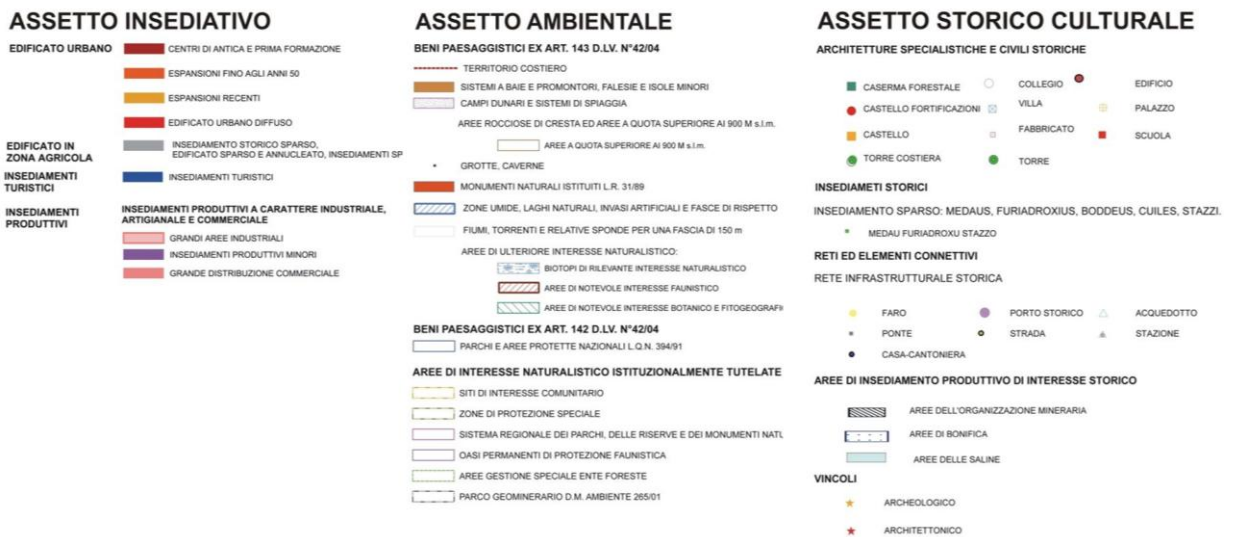 ASSETTO INSEDIATIVO
EDIFICATO URBANO
CENTRI DI ANTICA E PRIMA FORMAZIONE
ESPANSIONI FINO AGLI ANNI 50
ESPANSIONI RECENTI
EDIFICATO URBANO DIFFUSO
EDIFICATO IN
ZONA AGRICOLA
INSEDIAMENTO STORICO SPARSO,
EDIFICATO SPARSO E ANNUCLEATO, INSEDIAMENTI SP
INSEDIAMENTI
TURISTICI
INSEDIAMENTI TURISTICI
INSEDIAMENTI
PRODUTTIVI
INSEDIAMENTI PRODUTTIVI A CARATTERE INDUSTRIALE,
ARTIGIANALE E COMMERCIALE
GRANDI AREE INDUSTRIALI
INSEDIAMENTI PRODUTTIVI MINORI
GRANDE DISTRIBUZIONE COMMERCIALE
ASSETTO AMBIENTALE
BENI PAESAGGISTICI EX ART. 143 D.LV. N°42/04
TERRITORIO COSTIERO
SISTEMI A BAIE E PROMONTORI, FALESIE E ISOLE MINORI
CAMPI DUNARI E SISTEMI DI SPIAGGIA
AREE ROCCIOSE DI CRESTA ED AREE A QUOTA SUPERIORE AI 900 M s.l.m.
AREE A QUOTA SUPERIORE AI 900 M s.l.m.
GROTTE, CAVERNE
MONUMENTI NATURALI ISTITUITI L.R. 31/89
ZONE UMIDE, LAGHI NATURALI, INVASI ARTIFICIALI E FASCE DI RISPETTO
FIUMI, TORRENTI E RELATIVE SPONDE PER UNA FASCIA DI 150 m
AREE DI ULTERIORE INTERESSE NATURALISTICO:
BIOTOPI DI RILEVANTE INTERESSE NATURALISTICO
AREE DI NOTEVOLE INTERESSE FAUNISTICO
AREE DI NOTEVOLE INTERESSE BOTANICO E FITOGEOGRAFI
BENI PAESAGGISTICI EX ART. 142 D.LV. N°42/04
PARCHI E AREE PROTETTE NAZIONALI L.Q.N. 394/91
AREE DI INTERESSE NATURALISTICO ISTITUZIONALMENTE TUTELATE
SITI DI INTERESSE COMUNITARIO
ZONE DI PROTEZIONE SPECIALE
SISTEMA REGIONALE DEI PARCHI, DELLE RISERVE E DEI MONUMENTI NATU
OASI PERMANENTI DI PROTEZIONE FAUNISTICA
AREE GESTIONE SPECIALE ENTE FORESTE
PARCO GEOMINERARIO D.M. AMBIENTE 265/01
ASSETTO STORICO CULTURALE
ARCHITETTURE SPECIALISTICHE E CIVILI STORICHE
CASERMA FORESTALE
COLLEGIO
EDIFICIO
CASTELLO FORTIFICAZIONI
VILLA
PALAZZO
CASTELLO
FABBRICATO
SCUOLA
TORRE COSTIERA
TORRE
INSEDIAMETI STORICI
INSEDIAMENTO SPARSO: MEDAUS, FURIADROXIUS, BODDEUS, CUILES, STAZZI.
MEDAU FURIADROXU STAZZO
RETI ED ELEMENTI CONNETTIVI
RETE INFRASTRUTTURALE STORICA
FARO
PORTO STORICO
ACQUEDOTTO
PONTE
STRADA
STAZIONE
CASA-CANTONIERA
AREE DI INSEDIAMENTO PRODUTTIVO DI INTERESSE STORICO
AREE DELL'ORGANIZZAZIONE MINERARIA
AREE DI BONIFICA
AREE DELLE SALINE
VINCOLI
ARCHEOLOGICO
ARCHITETTONICO